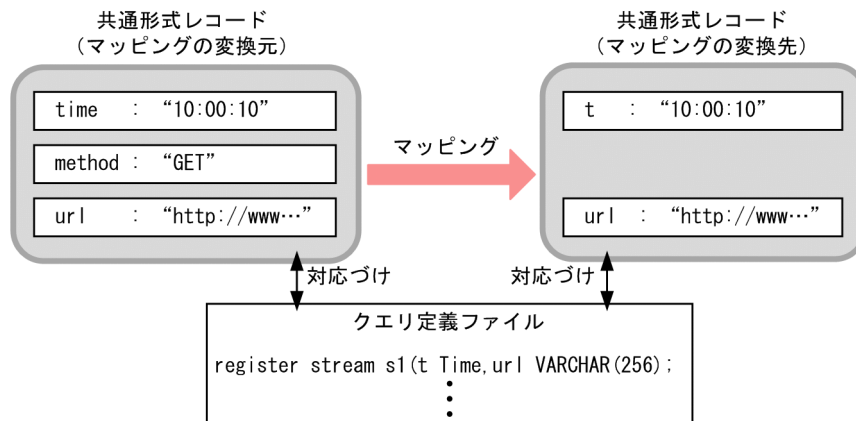 共通形式レコード
（マッピングの変換元）
time : “10:00:10”
method : “GET”
url : “http://www…”
マッピング
共通形式レコード
（マッピングの変換先）
t : “10:00:10”
url : “http://www…”
対応づけ
対応づけ
クエリ定義ファイル
register stream s1(t Time,url VARCHAR(256);